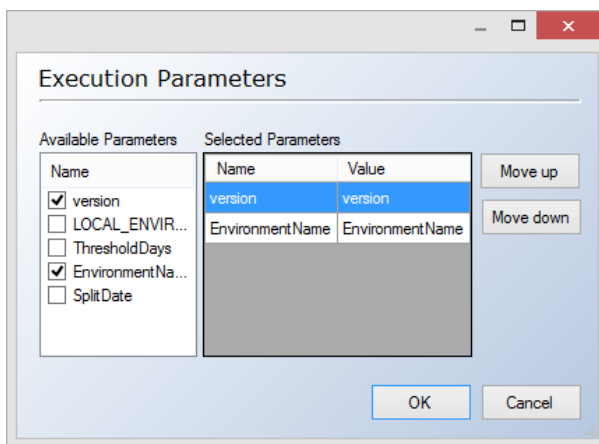 Execution Parameters
Available Parameters
Name
version
LOCAL_ENVIR...
ThresholdDays
EnvironmentNa...
SplitDate
Selected Parameters
Name Value
version version
EnvironmentName EnvironmentName
Move up
Move down
OK Cancel